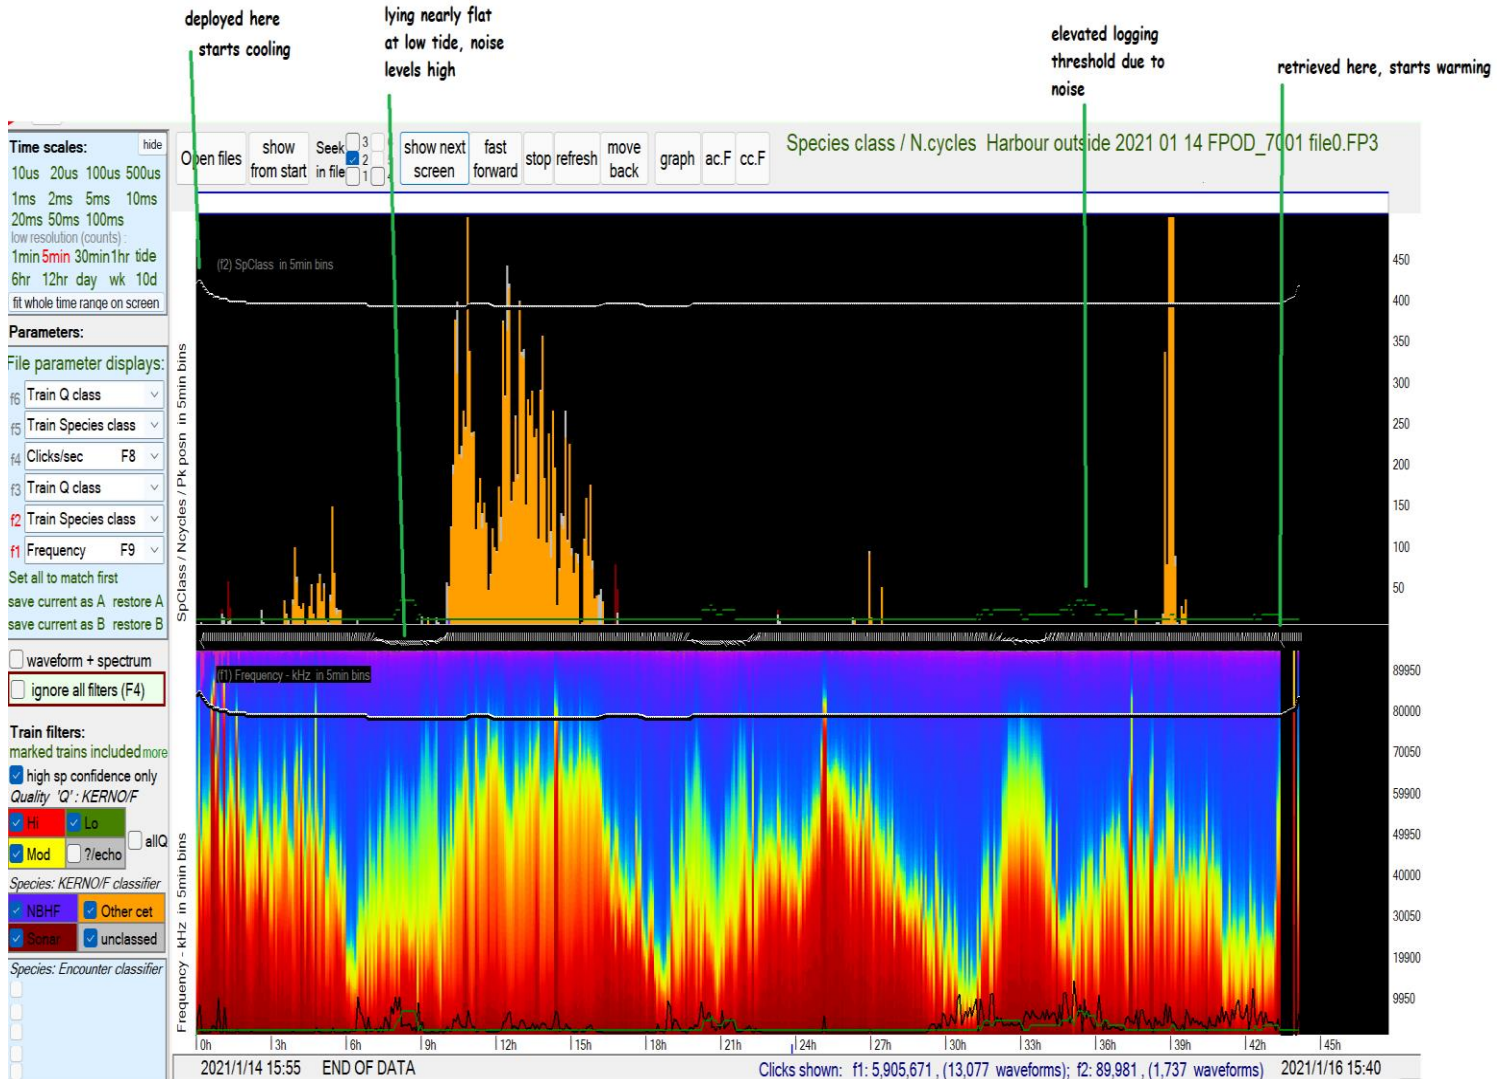 deployed here
starts cooling
lying nearly flat
at low tide, noise
levels high
elevated logging
threshold due to
noise
retrieved here, starts warming
Time scales:
hide
10us 20us 100us 500us
1ms 2ms 5ms 10ms
20ms 50ms 100ms
low resolution (counts) :
1min 5min 30min 1hr tide
6hr 12hr day wk 10d
fit whole time range on screen
Parameters:
File parameter displays:
f6 Train Q class
f5 Train Species class
f4 Clicks/sec F8
f3 Train Q class
f2 Train Species class
f1 Frequency F9
Set all to match first
save current as A restore A
save current as B restore B
waveform + spectrum
ignore all filters (F4)
Train filters:
marked trains included more
high sp confidence only
Quality 'Q' : KERNO/F
Hi Lo
allQ
Mod ?/echo
Species: KERNO/F classifier
NBHF Other cet
Sonar unclassed
Species: Encounter classifier
Open files
show
from start
Seek
in file
3
2
1
show next
screen
fast
forward
stop
refresh
move
back
graph
ac.F
cc.F
Species class / N.cycles Harbour outside 2021 01 14 FPOD_7001 file0.FP3
(f2) SpClass in 5min bins
SpClass / Ncycles / Pk posn in 5min bins
450
400
350
300
250
200
150
100
50
(f1) Frequency - kHz in 5min bins
Frequency - kHz in 5min bins
89950
80000
70050
59900
49950
40000
30050
19900
9950
0h 3h 6h 9h 12h 15h 18h 21h 24h 27h 30h 33h 36h 39h 42h 45h
2021/1/14 15:55 END OF DATA
Clicks shown: f1: 5,905,671 , (13,077 waveforms); f2: 89,981 , (1,737 waveforms)
2021/1/16 15:40